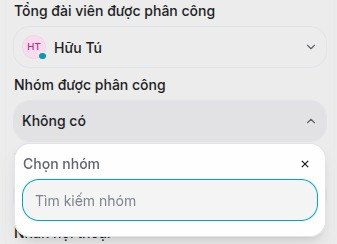 Tổng đài viên được phân công
HT Hữu Tú
Nhóm được phân công
Không có
Chọn nhóm
Tìm kiếm nhóm